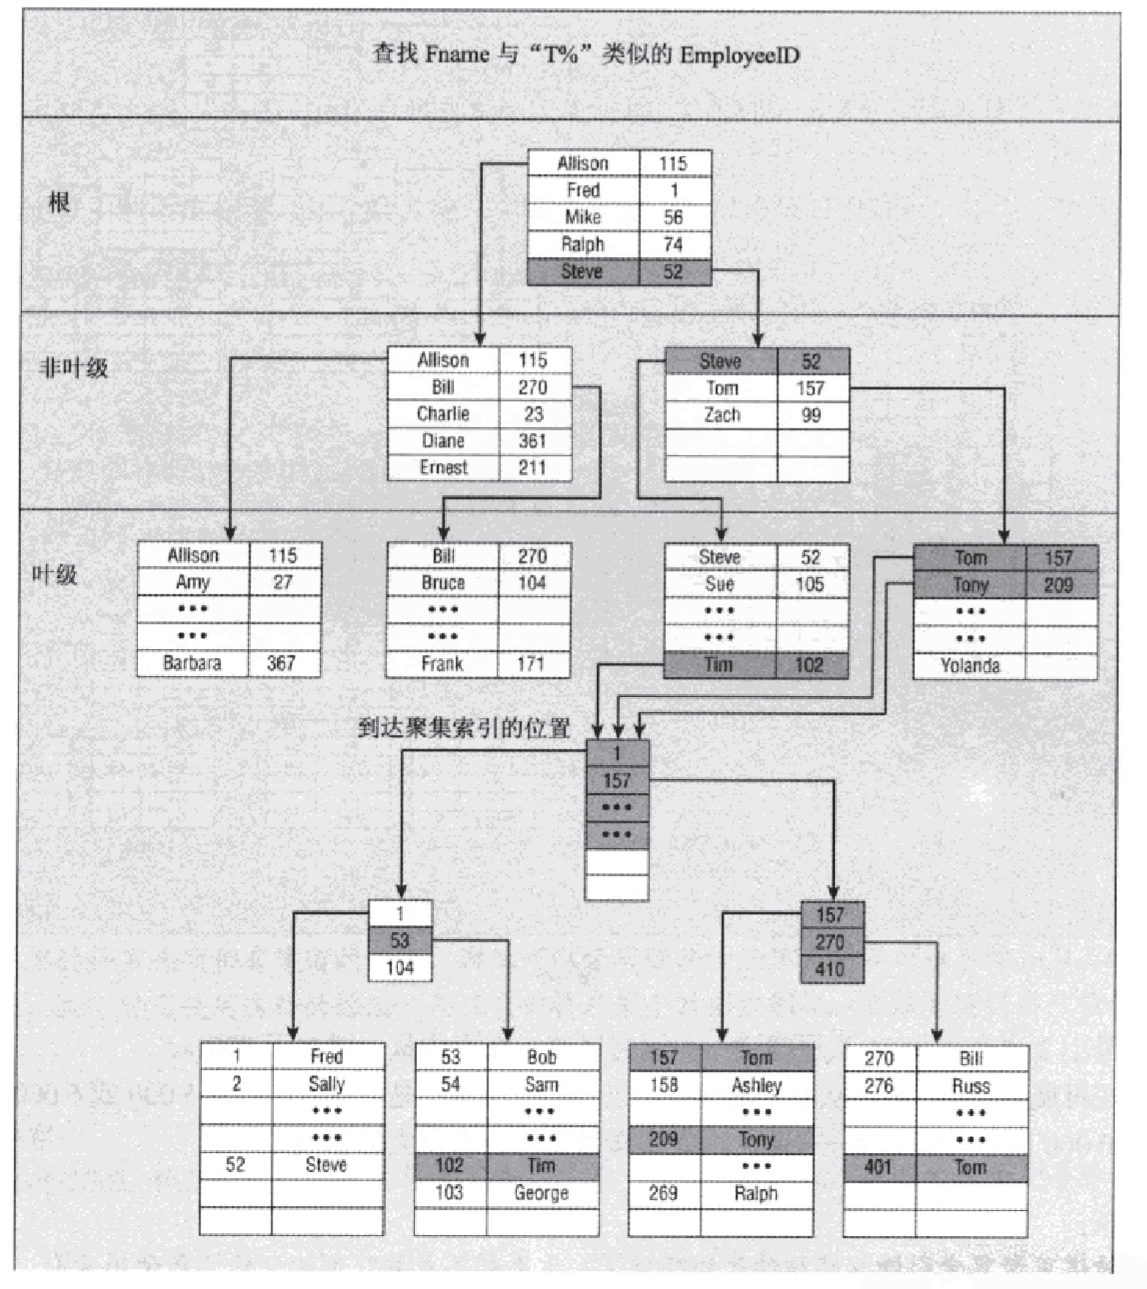 查找 Fname 与“T%”类似的 EmployeeID
根
Allison 115
Fred 1
Mike 56
Ralph 74
Steve 52
非叶级
Allison 115
Bill 270
Charlie 23
Diane 361
Ernest 211
Steve 52
Tom 157
Zach 99
叶级
Allison 115
Amy 27
•••
•••
Barbara 367
Bill 270
Bruce 104
•••
•••
Frank 171
Steve 52
Sue 105
•••
•••
Tim 102
Tom 157
Tony 209
•••
•••
Yolanda
到达聚集索引的位置
1
157
•••
•••
1
53
104
157
270
410
1 Fred
2 Sally
•••
•••
52 Steve
53 Bob
54 Sam
•••
•••
102 Tim
103 George
157 Tom
158 Ashley
•••
209 Tony
•••
269 Ralph
270 Bill
276 Russ
•••
•••
401 Tom